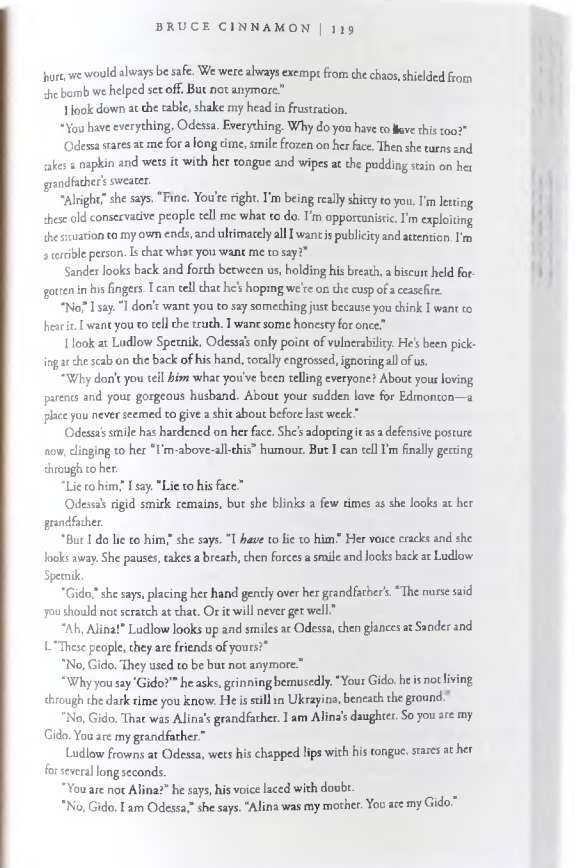 BRUCE CINNAMON | 119
hurt, we would always be safe. We were always exempt from the chaos, shielded from
the bomb we helped set off. But not anymore."
I look down at the table, shake my head in frustration.
"You have everything, Odessa. Everything. Why do you have to have this too?"
Odessa stares at me for a long time, smile frozen on her face. Then she turns and
takes a napkin and wets it with her tongue and wipes at the pudding stain on her
grandfather's sweater.
"Alright," she says. "Fine. You're right. I'm being really shitty to you. I'm letting
these old conservative people tell me what to do. I'm opportunistic. I'm exploiting
the situation to my own ends, and ultimately all I want is publicity and attention. I'm
a terrible person. Is that what you want me to say?"
Sander looks back and forth between us, holding his breath, a biscuit held for-
gotten in his fingers. I can tell that he's hoping we're on the cusp of a ceasefire.
"No," I say. "I don't want you to say something just because you think I want to
hear it. I want you to tell the truth. I want some honesty for once."
I look at Ludlow Spetnik, Odessa's only point of vulnerability. He's been pick-
ing at the scab on the back of his hand, totally engrossed, ignoring all of us.
"Why don't you tell him what you've been telling everyone? About your loving
parents and your gorgeous husband. About your sudden love for Edmonton—a
place you never seemed to give a shit about before last week."
Odessa's smile has hardened on her face. She's adopting it as a defensive posture
now, clinging to her "I'm-above-all-this" humour. But I can tell I'm finally getting
through to her.
"Lie to him," I say. "Lie to his face."
Odessa's rigid smirk remains, but she blinks a few times as she looks at her
grandfather.
"But I do lie to him," she says. "I have to lie to him." Her voice cracks and she
looks away. She pauses, takes a breath, then forces a smile and looks back at Ludlow
Spetnik.
"Gido," she says, placing her hand gently over her grandfather's. "The nurse said
you should not scratch at that. Or it will never get well."
"Ah, Alina!" Ludlow looks up and smiles at Odessa, then glances at Sander and
I. "These people, they are friends of yours?"
"No, Gido. They used to be but not anymore."
"Why you say 'Gido?'" he asks, grinning bemusedly. "Your Gido, he is not living
through the dark time you know. He is still in Ukrayina, beneath the ground."
"No, Gido. That was Alina's grandfather. I am Alina's daughter. So you are my
Gido. You are my grandfather."
Ludlow frowns at Odessa, wets his chapped lips with his tongue, stares at her
for several long seconds.
"You are not Alina?" he says, his voice laced with doubt.
"No, Gido. I am Odessa," she says. "Alina was my mother. You are my Gido."